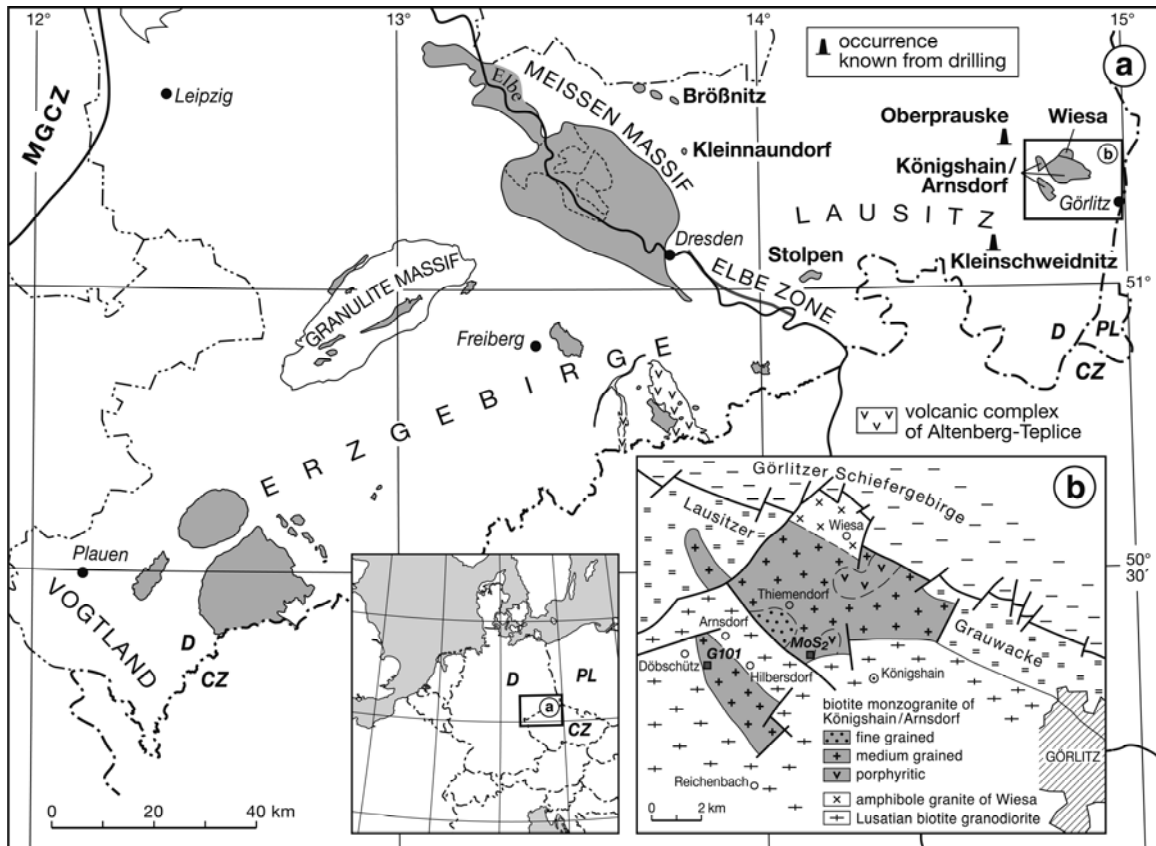 12°
13°
14°
15°
occurrence
known from drilling
a
Leipzig
MGCZ
Elbe
MEISSEN MASSIF
Brößnitz
Oberprauske
Wiesa
b
Kleinnaundorf
Königshain/
Arnsdorf
Görlitz
LAUSITZ
Dresden
Stolpen
Kleinschweidnitz
ELBE ZONE
51°
GRANULITE MASSIF
D
PL
CZ
Freiberg
ERZGEBIRGE
volcanic complex
of Altenberg-Teplice
Plauen
VOGTLAND
D
CZ
0
20
40 km
D
PL
a
CZ
b
Görlitzer Schiefergebirge
Lausitzer
Wiesa
50°
30'
Thiemendorf
Arnsdorf
MoS2
Grauwacke
G101
Döbschütz
Hilbersdorf
Königshain
biotite monzogranite of
Königshain/Arnsdorf
fine grained
medium grained
porphyritic
GÖRLITZ
Reichenbach
amphibole granite of Wiesa
0
2 km
Lusatian biotite granodiorite